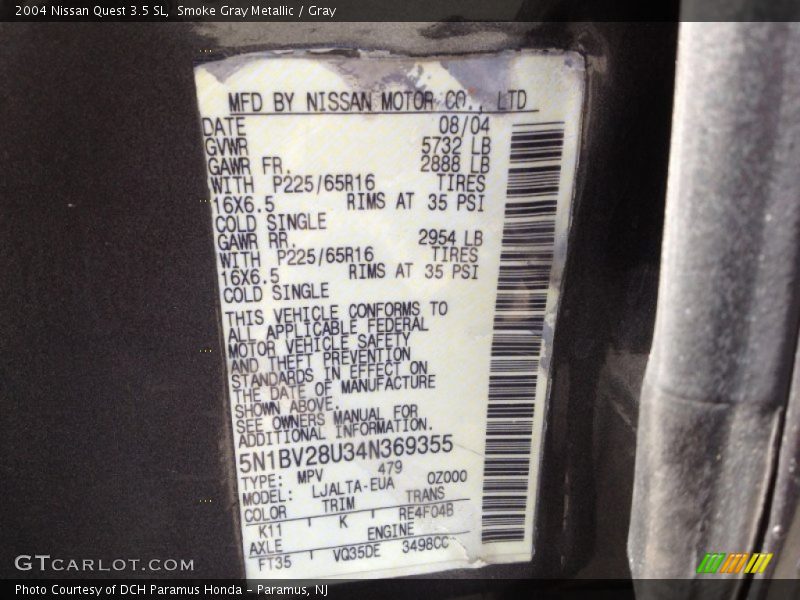 2004 Nissan Quest 3.5 SL, Smoke Gray Metallic / Gray
MFD BY NISSAN MOTOR CO., LTD
DATE 08/04
GVWR 5732 LB
GAWR FR. 2888 LB
WITH P225/65R16 TIRES
16X6.5 RIMS AT 35 PSI
COLD SINGLE
GAWR RR. 2954 LB
WITH P225/65R16 TIRES
16X6.5 RIMS AT 35 PSI
COLD SINGLE
THIS VEHICLE CONFORMS TO
ALL APPLICABLE FEDERAL
MOTOR VEHICLE SAFETY
AND THEFT PREVENTION
STANDARDS IN EFFECT ON
THE DATE OF MANUFACTURE
SHOWN ABOVE.
SEE OWNERS MANUAL FOR
ADDITIONAL INFORMATION.
5N1BV28U34N369355
TYPE: MPV 479
MODEL: LJALTA-EUA 0Z000
COLOR TRIM TRANS
K11 K RE4F04B
AXLE ENGINE
FT35 VQ35DE 3498CC
GTCARLOT.COM
Photo Courtesy of DCH Paramus Honda - Paramus, NJ